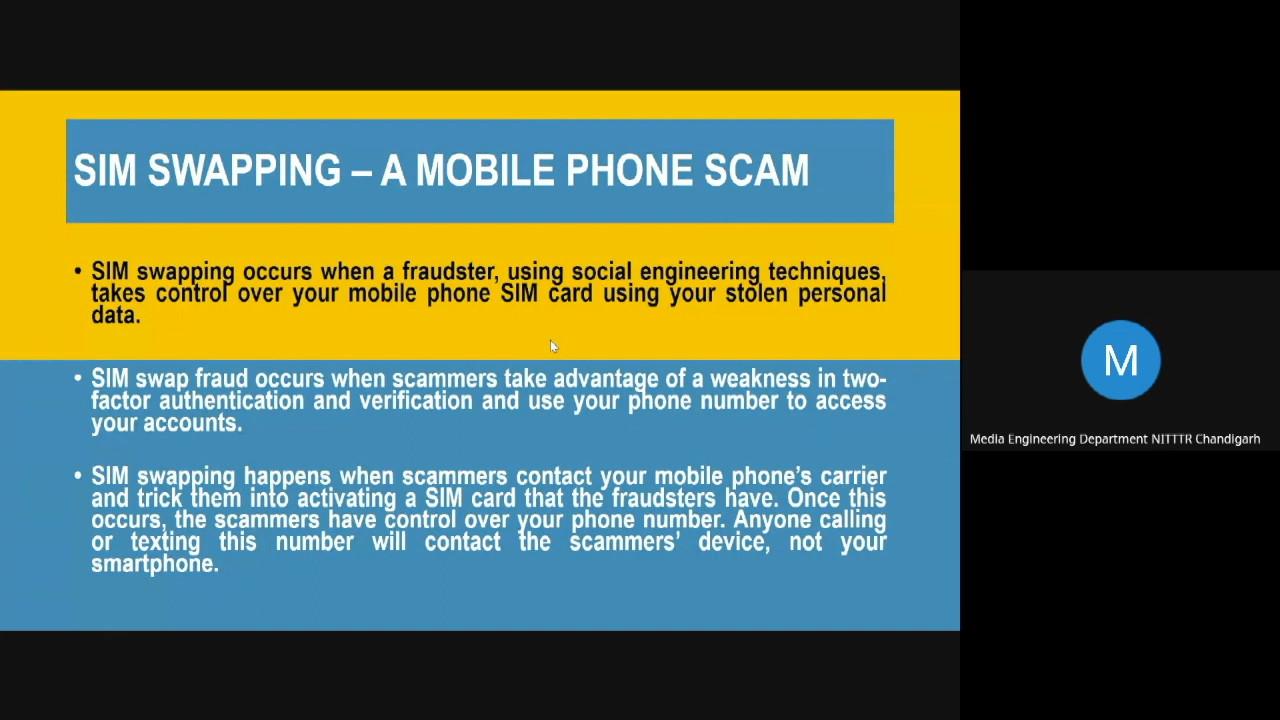 SIM SWAPPING – A MOBILE PHONE SCAM
• SIM swapping occurs when a fraudster, using social engineering techniques,
takes control over your mobile phone SIM card using your stolen personal
data.
• SIM swap fraud occurs when scammers take advantage of a weakness in two-
factor authentication and verification and use your phone number to access
your accounts.
• SIM swapping happens when scammers contact your mobile phone’s carrier
and trick them into activating a SIM card that the fraudsters have. Once this
occurs, the scammers have control over your phone number. Anyone calling
or texting this number will contact the scammers’ device, not your
smartphone.
M
Media Engineering Department NITTTR Chandigarh